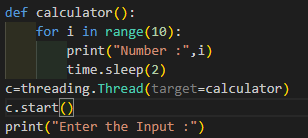 def calculator():
    for i in range(10):
        print("Number :",i)
        time.sleep(2)
c=threading.Thread(target=calculator)
c.start()
print("Enter the Input :")